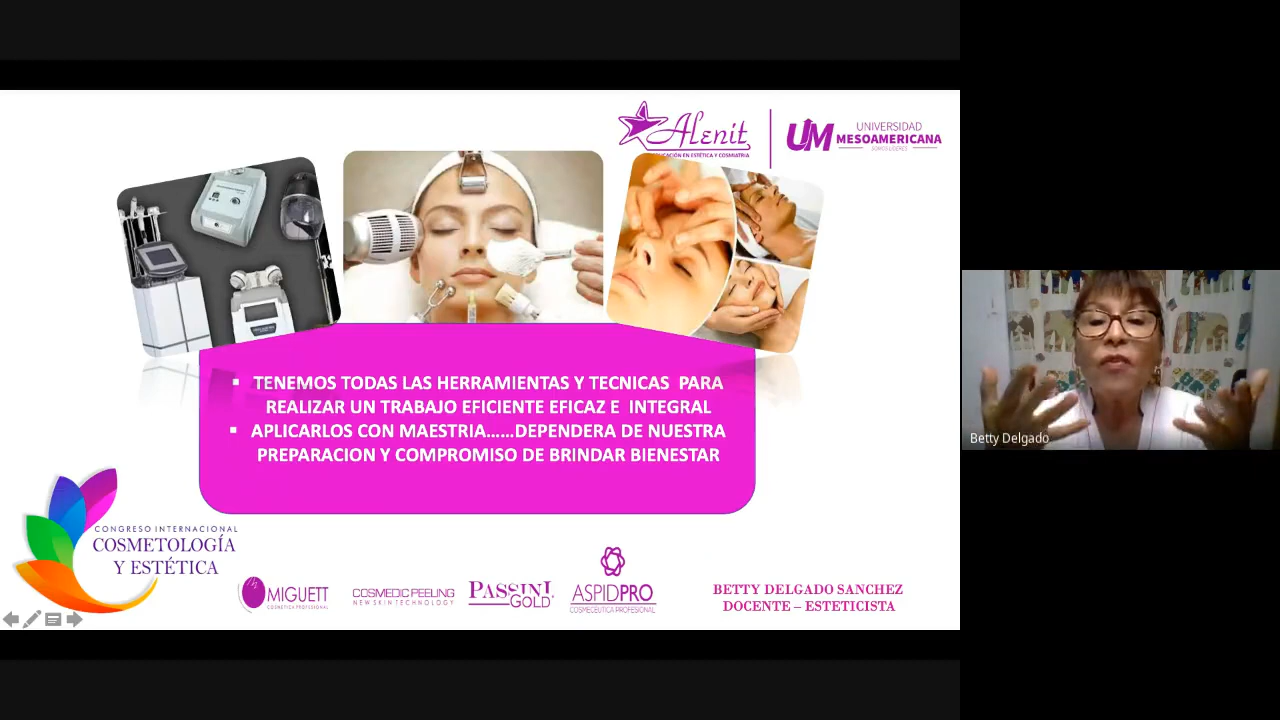 Alenit
EDUCACIÓN EN ESTÉTICA Y COSMIATRIA
UM
UNIVERSIDAD
MESOAMERICANA
SOMOS LÍDERES
▪ TENEMOS TODAS LAS HERRAMIENTAS Y TECNICAS PARA
REALIZAR UN TRABAJO EFICIENTE EFICAZ E INTEGRAL
▪ APLICARLOS CON MAESTRIA……DEPENDERA DE NUESTRA
PREPARACION Y COMPROMISO DE BRINDAR BIENESTAR
Betty Delgado
CONGRESO INTERNACIONAL
COSMETOLOGÍA
Y ESTÉTICA
MIGUETT
COSMÉTICA PROFESIONAL
COSMEDIC PEELING
NEW SKIN TECHNOLOGY
PASSINI
GOLD
ASPIDPRO
COSMECÉUTICA PROFESIONAL
BETTY DELGADO SANCHEZ
DOCENTE – ESTETICISTA